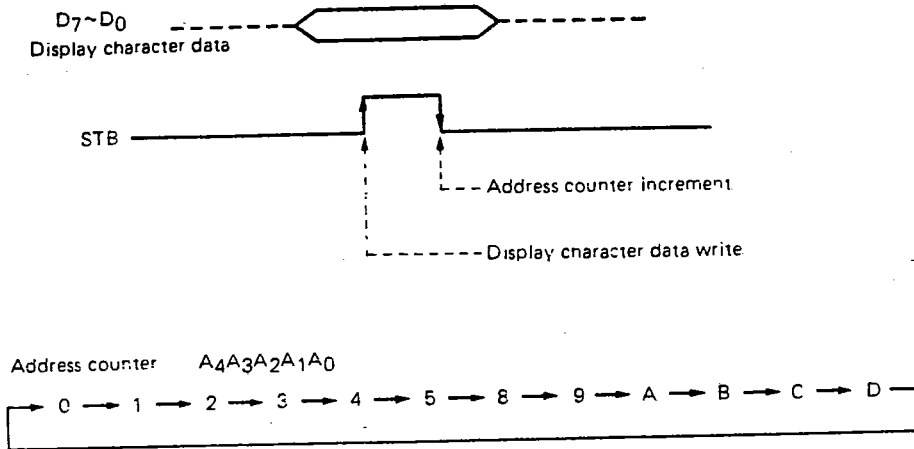 D7~D0
Display character data
STB
Address counter increment
Display character data write
Address counter A4A3A2A1A0
0 → 1 → 2 → 3 → 4 → 5 → 8 → 9 → A → B → C → D